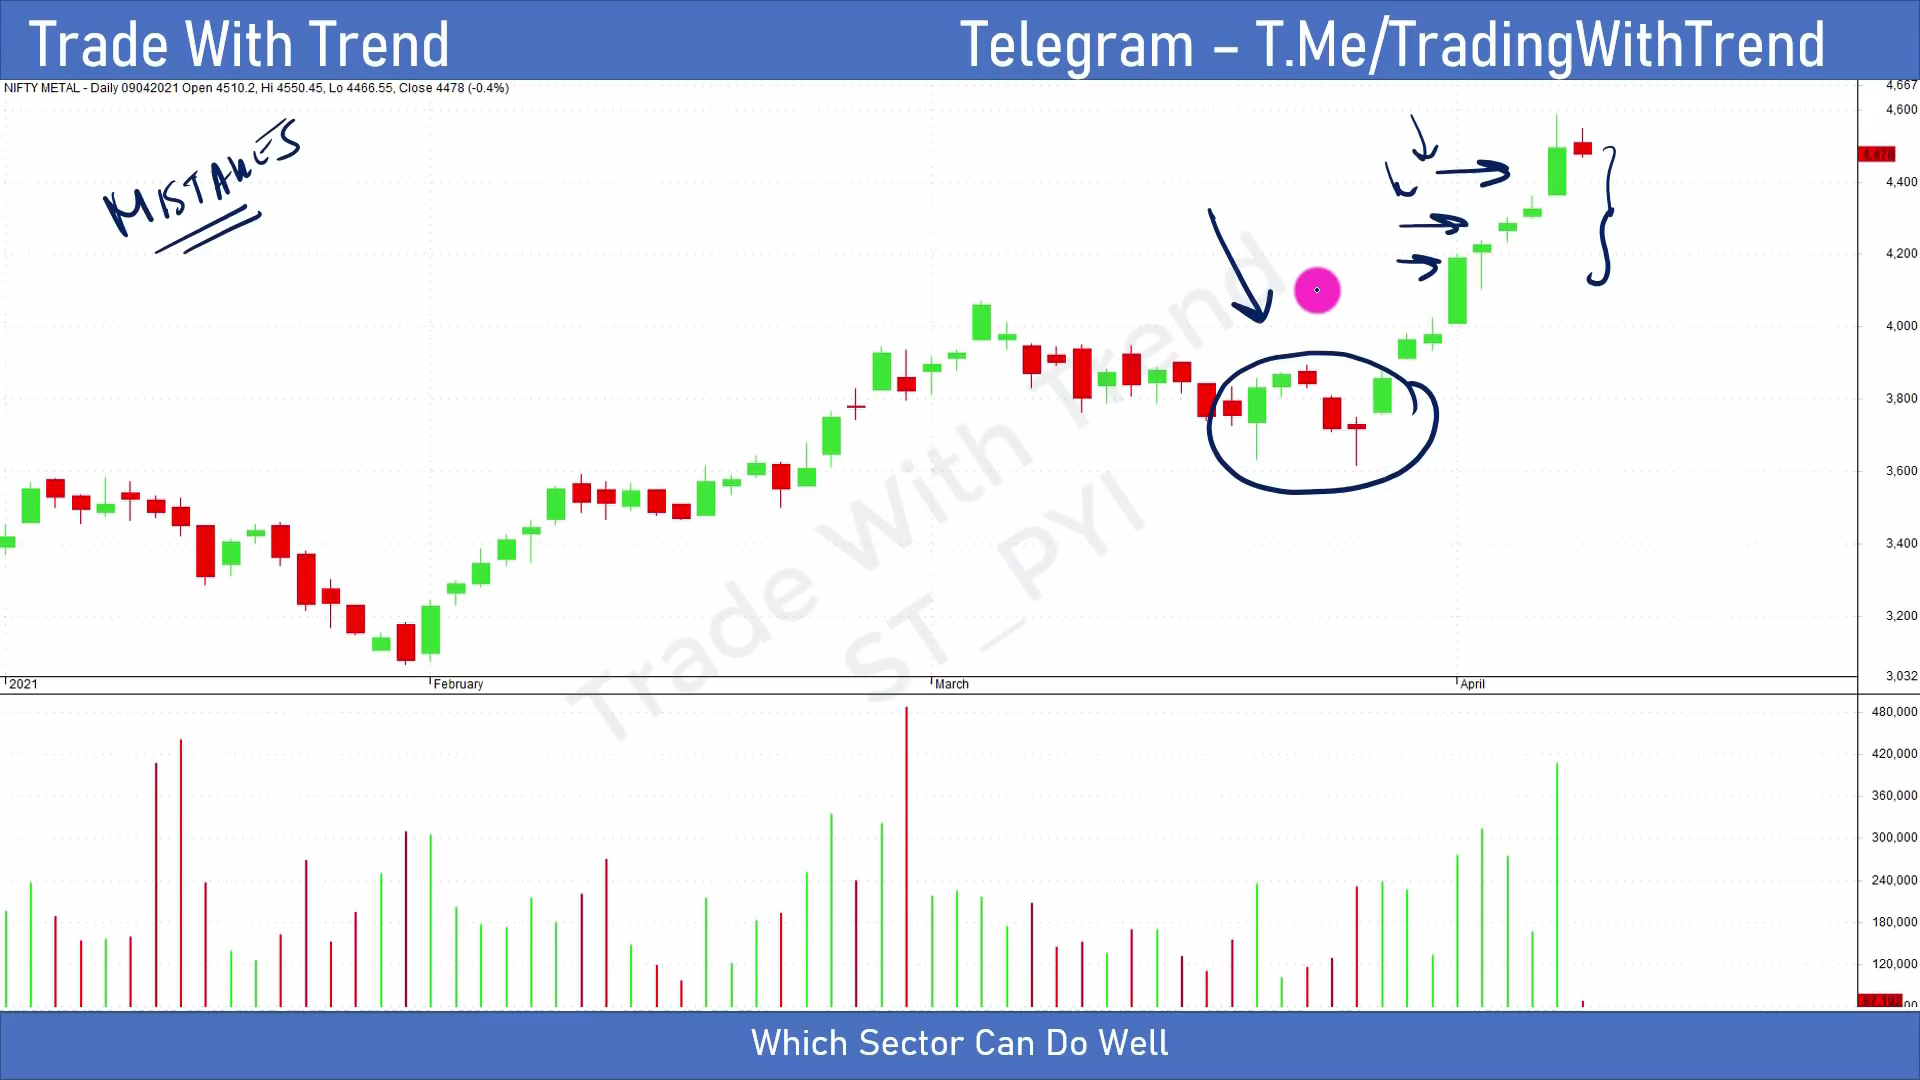 Trade With Trend
Telegram – T.Me/TradingWithTrend
NIFTY METAL - Daily 09042021 Open 4510.2, Hi 4550.45, Lo 4466.55, Close 4478 (-0.4%)
MISTAKES
4,667
4,600
4,478
4,400
4,200
4,000
3,800
3,600
3,400
3,200
3,032
2021
February
March
April
Trade With Trend
ST_PYI
480,000
420,000
360,000
300,000
240,000
180,000
120,000
Which Sector Can Do Well